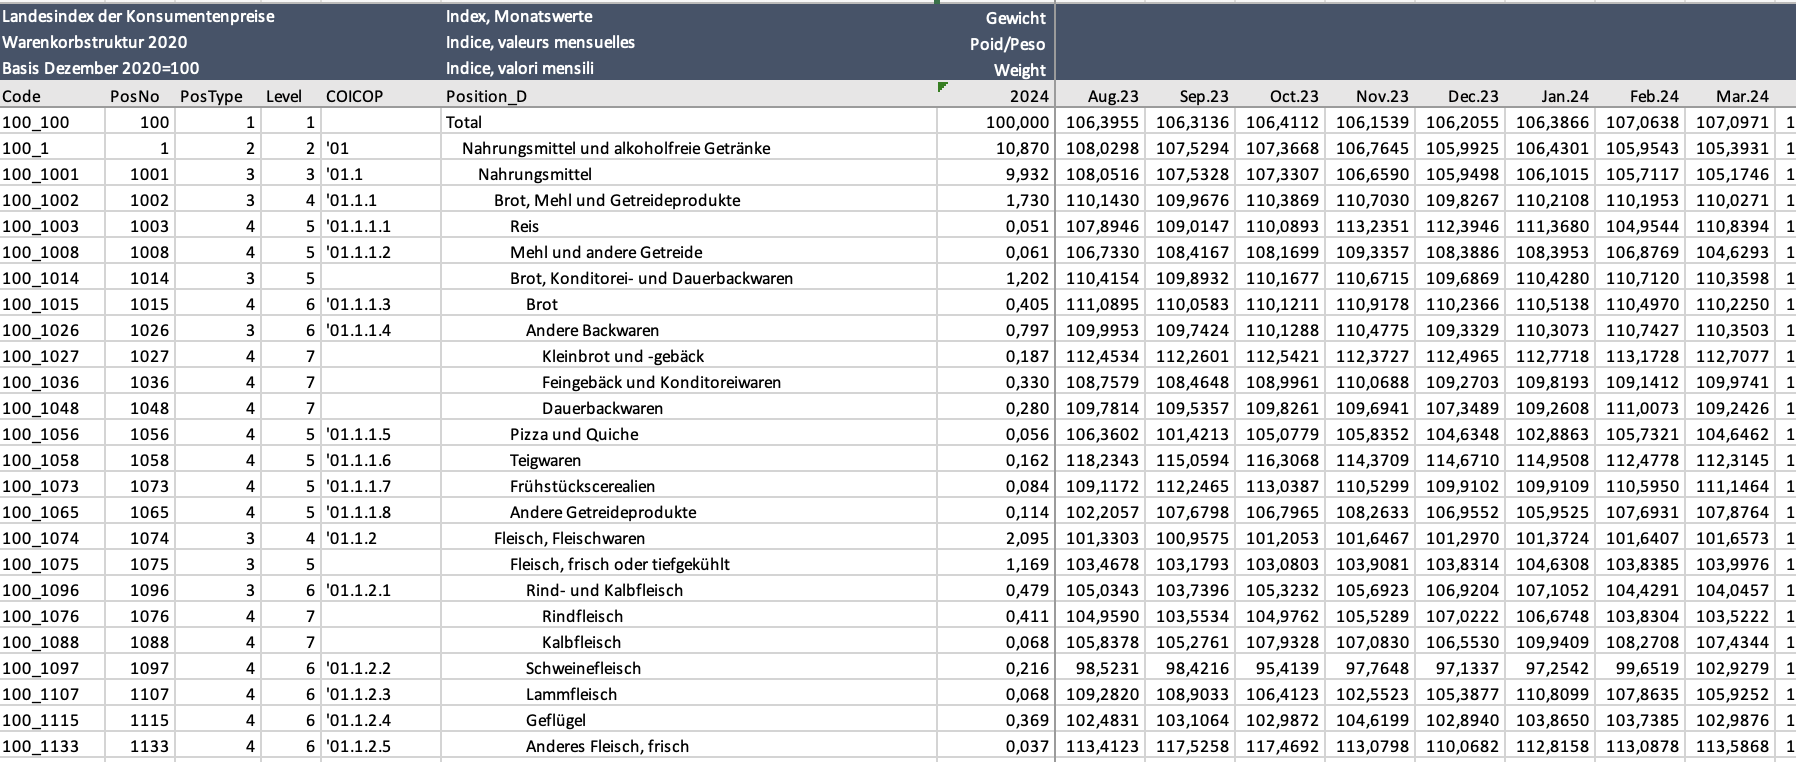 Landesindex der Konsumentenpreise Index, Monatswerte Gewicht
Warenkorbstruktur 2020 Indice, valeurs mensuelles Poid/Peso
Basis Dezember 2020=100 Indice, valori mensili Weight
Code PosNo PosType Level COICOP Position_D 2024 Aug.23 Sep.23 Oct.23 Nov.23 Dec.23 Jan.24 Feb.24 Mar.24
100_100 100 1 1 Total 100,000 106,3955 106,3136 106,4112 106,1539 106,2055 106,3866 107,0638 107,0971 1
100_1 1 2 2 '01 Nahrungsmittel und alkoholfreie Getränke 10,870 108,0298 107,5294 107,3668 106,7645 105,9925 106,4301 105,9543 105,3931 1
100_1001 1001 3 3 '01.1 Nahrungsmittel 9,932 108,0516 107,5328 107,3307 106,6590 105,9498 106,1015 105,7117 105,1746 1
100_1002 1002 3 4 '01.1.1 Brot, Mehl und Getreideprodukte 1,730 110,1430 109,9676 110,3869 110,7030 109,8267 110,2108 110,1953 110,0271 1
100_1003 1003 4 5 '01.1.1.1 Reis 0,051 107,8946 109,0147 110,0893 113,2351 112,3946 111,3680 104,9544 110,8394 1
100_1008 1008 4 5 '01.1.1.2 Mehl und andere Getreide 0,061 106,7330 108,4167 108,1699 109,3357 108,3886 108,3953 106,8769 104,6293 1
100_1014 1014 3 5 Brot, Konditorei- und Dauerbackwaren 1,202 110,4154 109,8932 110,1677 110,6715 109,6869 110,4280 110,7120 110,3598 1
100_1015 1015 4 6 '01.1.1.3 Brot 0,405 111,0895 110,0583 110,1211 110,9178 110,2366 110,5138 110,4970 110,2250 1
100_1026 1026 3 6 '01.1.1.4 Andere Backwaren 0,797 109,9953 109,7424 110,1288 110,4775 109,3329 110,3073 110,7427 110,3503 1
100_1027 1027 4 7 Kleinbrot und -gebäck 0,187 112,4534 112,2601 112,5421 112,3727 112,4965 112,7718 113,1728 112,7077 1
100_1036 1036 4 7 Feingebäck und Konditoreiwaren 0,330 108,7579 108,4648 108,9961 110,0688 109,2703 109,8193 109,1412 109,9741 1
100_1048 1048 4 7 Dauerbackwaren 0,280 109,7814 109,5357 109,8261 109,6941 107,3489 109,2608 111,0073 109,2426 1
100_1056 1056 4 5 '01.1.1.5 Pizza und Quiche 0,056 106,3602 101,4213 105,0779 105,8352 104,6348 102,8863 105,7321 104,6462 1
100_1058 1058 4 5 '01.1.1.6 Teigwaren 0,162 118,2343 115,0594 116,3068 114,3709 114,6710 114,9508 112,4778 112,3145 1
100_1073 1073 4 5 '01.1.1.7 Frühstückscerealien 0,084 109,1172 112,2465 113,0387 110,5299 109,9102 109,9109 110,5950 111,1464 1
100_1065 1065 4 5 '01.1.1.8 Andere Getreideprodukte 0,114 102,2057 107,6798 106,7965 108,2633 106,9552 105,9525 107,6931 107,8764 1
100_1074 1074 3 4 '01.1.2 Fleisch, Fleischwaren 2,095 101,3303 100,9575 101,2053 101,6467 101,2970 101,3724 101,6407 101,6573 1
100_1075 1075 3 5 Fleisch, frisch oder tiefgekühlt 1,169 103,4678 103,1793 103,0803 103,9081 103,8314 104,6308 103,8385 103,9976 1
100_1096 1096 3 6 '01.1.2.1 Rind- und Kalbfleisch 0,479 105,0343 103,7396 105,3232 105,6923 106,9204 107,1052 104,4291 104,0457 1
100_1076 1076 4 7 Rindfleisch 0,411 104,9590 103,5534 104,9762 105,5289 107,0222 106,6748 103,8304 103,5222 1
100_1088 1088 4 7 Kalbfleisch 0,068 105,8378 105,2761 107,9328 107,0830 106,5530 109,9409 108,2708 107,4344 1
100_1097 1097 4 6 '01.1.2.2 Schweinefleisch 0,216 98,5231 98,4216 95,4139 97,7648 97,1337 97,2542 99,6519 102,9279 1
100_1107 1107 4 6 '01.1.2.3 Lammfleisch 0,068 109,2820 108,9033 106,4123 102,5523 105,3877 110,8099 107,8635 105,9252 1
100_1115 1115 4 6 '01.1.2.4 Geflügel 0,369 102,4831 103,1064 102,9872 104,6199 102,8940 103,8650 103,7385 102,9876 1
100_1133 1133 4 6 '01.1.2.5 Anderes Fleisch, frisch 0,037 113,4123 117,5258 117,4692 113,0798 110,0682 112,8158 113,0878 113,5868 1